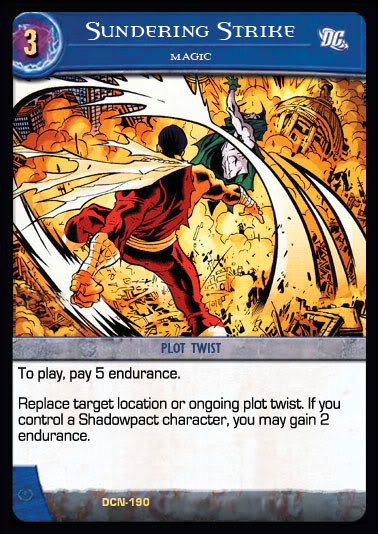 3
SUNDERING STRIKE
DC
MAGIC
PLOT TWIST
To play, pay 5 endurance.
Replace target location or ongoing plot twist. If you
control a Shadowpact character, you may gain 2
endurance.
DCN-190